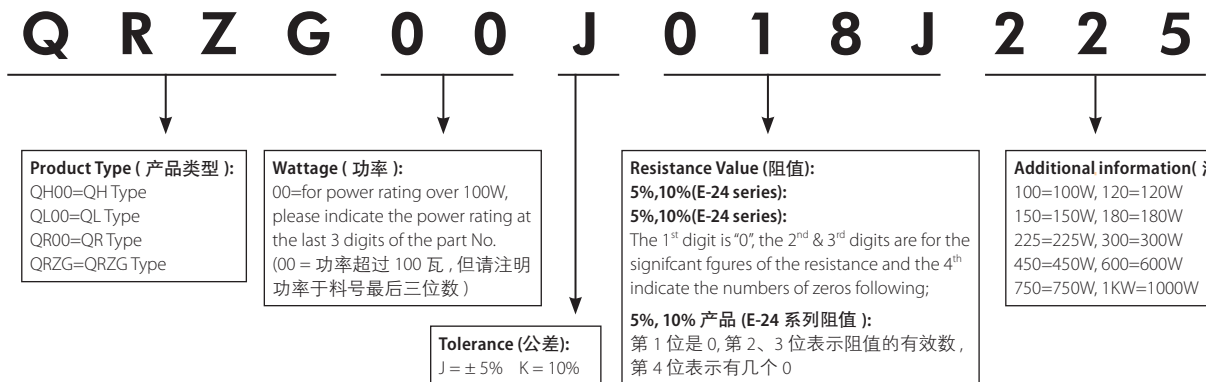 Q R Z G 0 0 J 0 1 8 J 2 2 5
Product Type ( 产品类型 ):
QH00=QH Type
QL00=QL Type
QR00=QR Type
QRZG=QRZG Type
Wattage ( 功率 ):
00=for power rating over 100W,
please indicate the power rating at
the last 3 digits of the part No.
(00 = 功率超过 100 瓦 , 但请注明
功率于料号最后三位数 )
Tolerance (公差):
J = ± 5% K = 10%
Resistance Value (阻值):
5%,10%(E-24 series):
5%,10%(E-24 series):
The 1st digit is “0”, the 2nd & 3rd digits are for the
signifcant fgures of the resistance and the 4th
indicate the numbers of zeros following;
5%, 10% 产品 (E-24 系列阻值 ):
第 1 位是 0, 第 2、3 位表示阻值的有效数 ,
第 4 位表示有几个 0
Additional information(
100=100W, 120=120W
150=150W, 180=180W
225=225W, 300=300W
450=450W, 600=600W
750=750W, 1KW=1000W